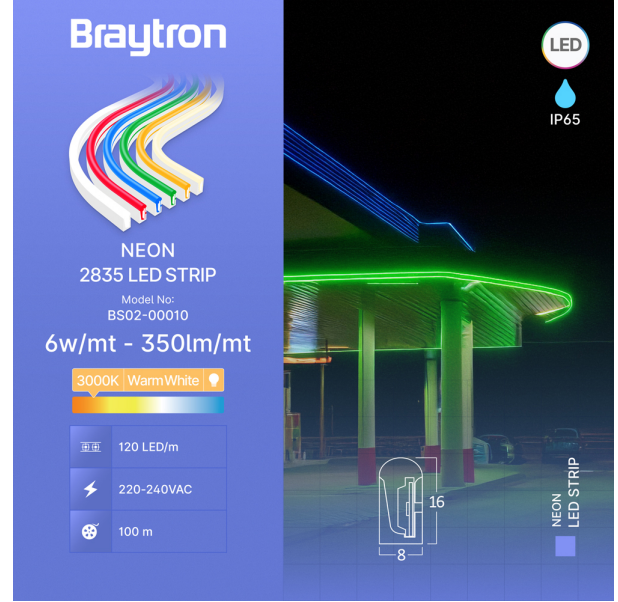 Braytron
NEON
2835 LED STRIP
Model No:
BS02-00010
6w/mt - 350lm/mt
3000K WarmWhite
120 LED/m
220-240VAC
100 m
LED
IP65
16
8
NEON
LED STRIP